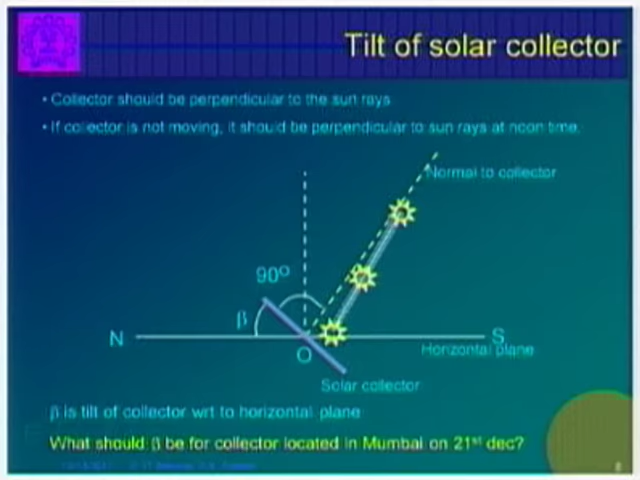 Tilt of solar collector
• Collector should be perpendicular to the sun rays
• If collector is not moving, it should be perpendicular to sun rays at noon time.
Normal to collector
90°
β
N
S
O
Horizontal plane
Solar collector
β is tilt of collector wrt to horizontal plane
What should β be for collector located in Mumbai on 21st dec?